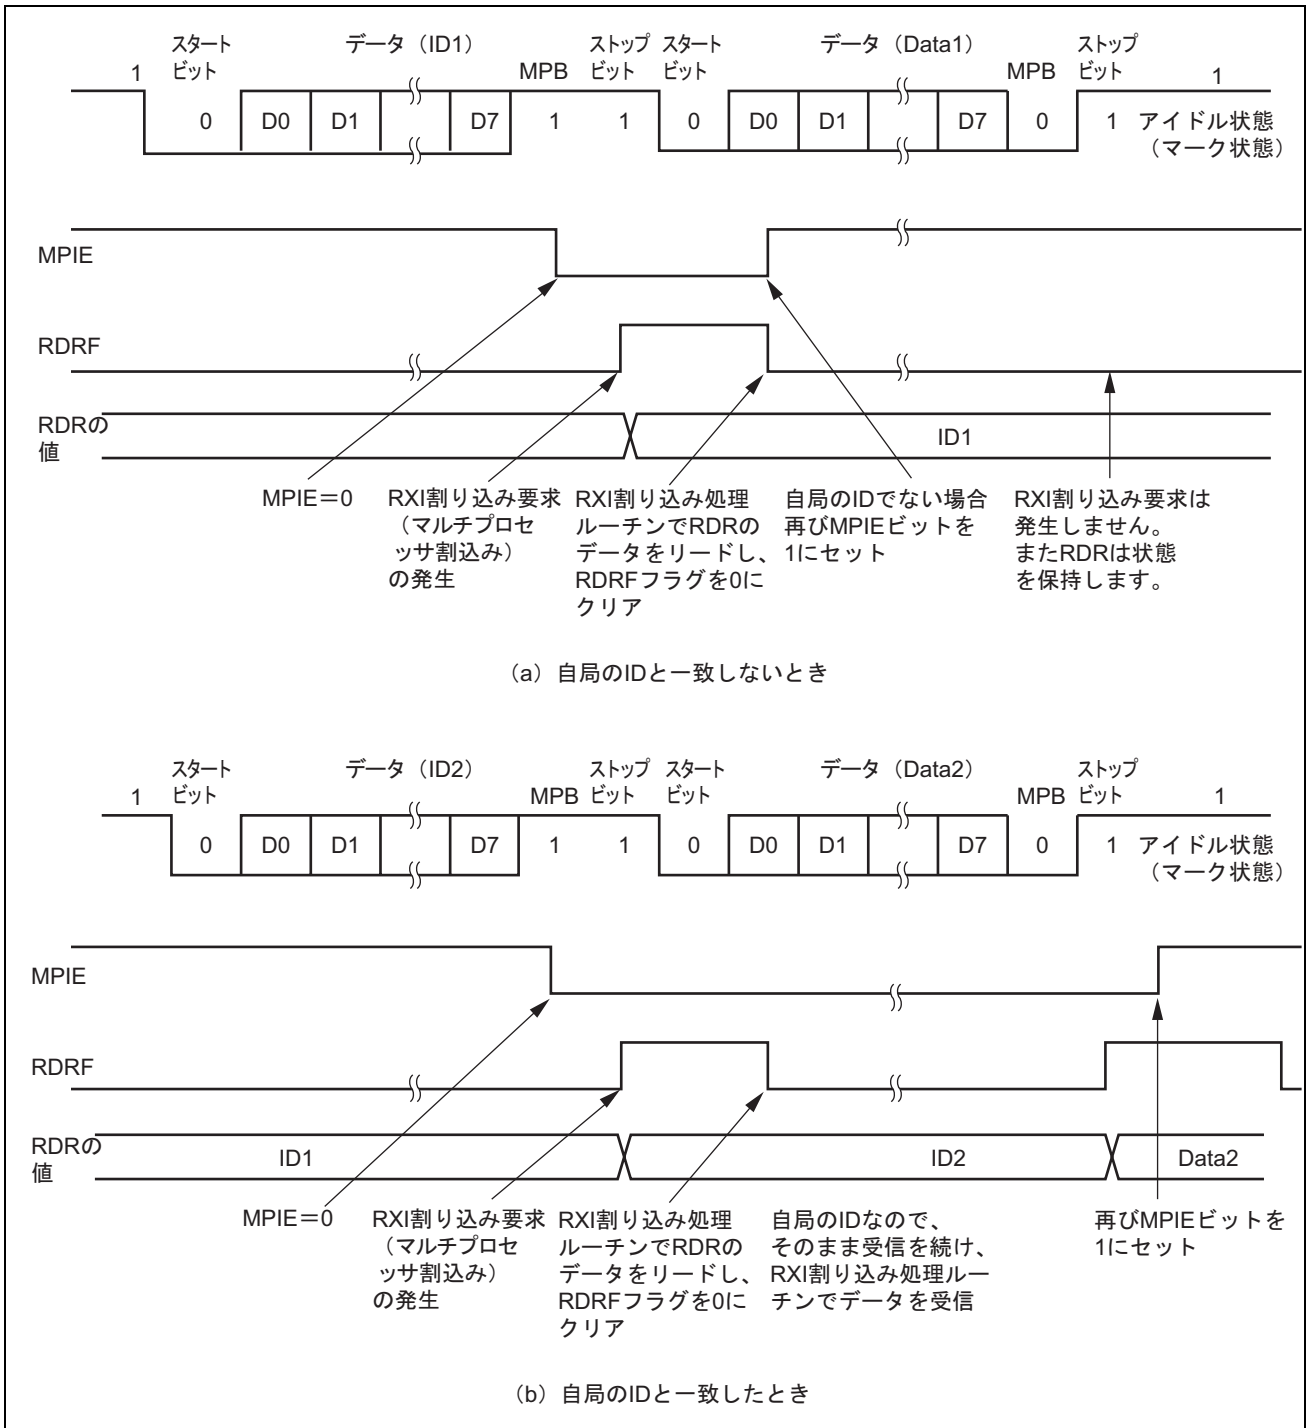 スタート データ（ID1） ストップ スタート データ（Data1） ストップ
1 ビット MPB ビット ビット MPB ビット 1
0 D0 D1 D7 1 1 0 D0 D1 D7 0 1 アイドル状態
（マーク状態）
MPIE
RDRF
RDRの
値
ID1
MPIE＝0
RXI割り込み要求
（マルチプロセ
ッサ割込み）
の発生
RXI割り込み処理
ルーチンでRDRの
データをリードし、
RDRFフラグを0に
クリア
自局のIDでない場合
再びMPIEビットを
1にセット
RXI割り込み要求は
発生しません。
またRDRは状態
を保持します。
（a）自局のIDと一致しないとき
スタート データ（ID2） ストップ スタート データ（Data2） ストップ
1 ビット MPB ビット ビット MPB ビット 1
0 D0 D1 D7 1 1 0 D0 D1 D7 0 1 アイドル状態
（マーク状態）
MPIE
RDRF
RDRの
値
ID1 ID2 Data2
MPIE＝0
RXI割り込み要求
（マルチプロセ
ッサ割込み）
の発生
RXI割り込み処理
ルーチンでRDRの
データをリードし、
RDRFフラグを0に
クリア
自局のIDなので、
そのまま受信を続け、
RXI割り込み処理ルー
チンでデータを受信
再びMPIEビットを
1にセット
（b）自局のIDと一致したとき